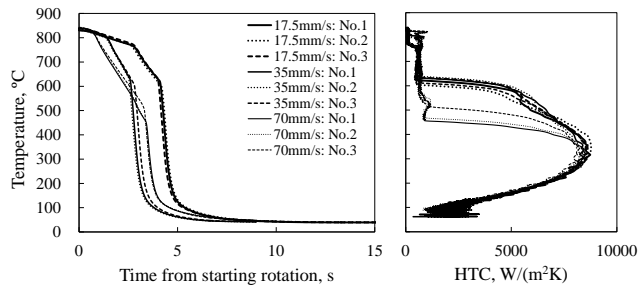 Temperature, °C
900
800
700
600
500
400
300
200
100
0
0
5
10
15
Time from starting rotation, s
17.5mm/s: No.1
17.5mm/s: No.2
17.5mm/s: No.3
35mm/s: No.1
35mm/s: No.2
35mm/s: No.3
70mm/s: No.1
70mm/s: No.2
70mm/s: No.3
0
5000
10000
HTC, W/(m²K)